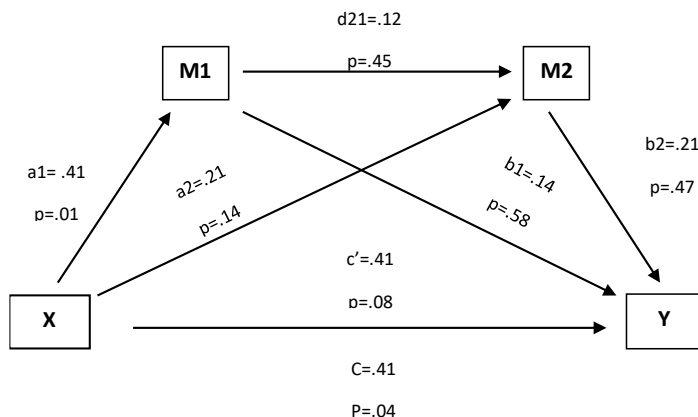 d21=.12
p=.45
M1
M2
a1= .41
p=.01
a2=.21
p=.14
b1=.14
p=.58
b2=.21
p=.47
c’=.41
p=.08
X
Y
C=.41
P=.04